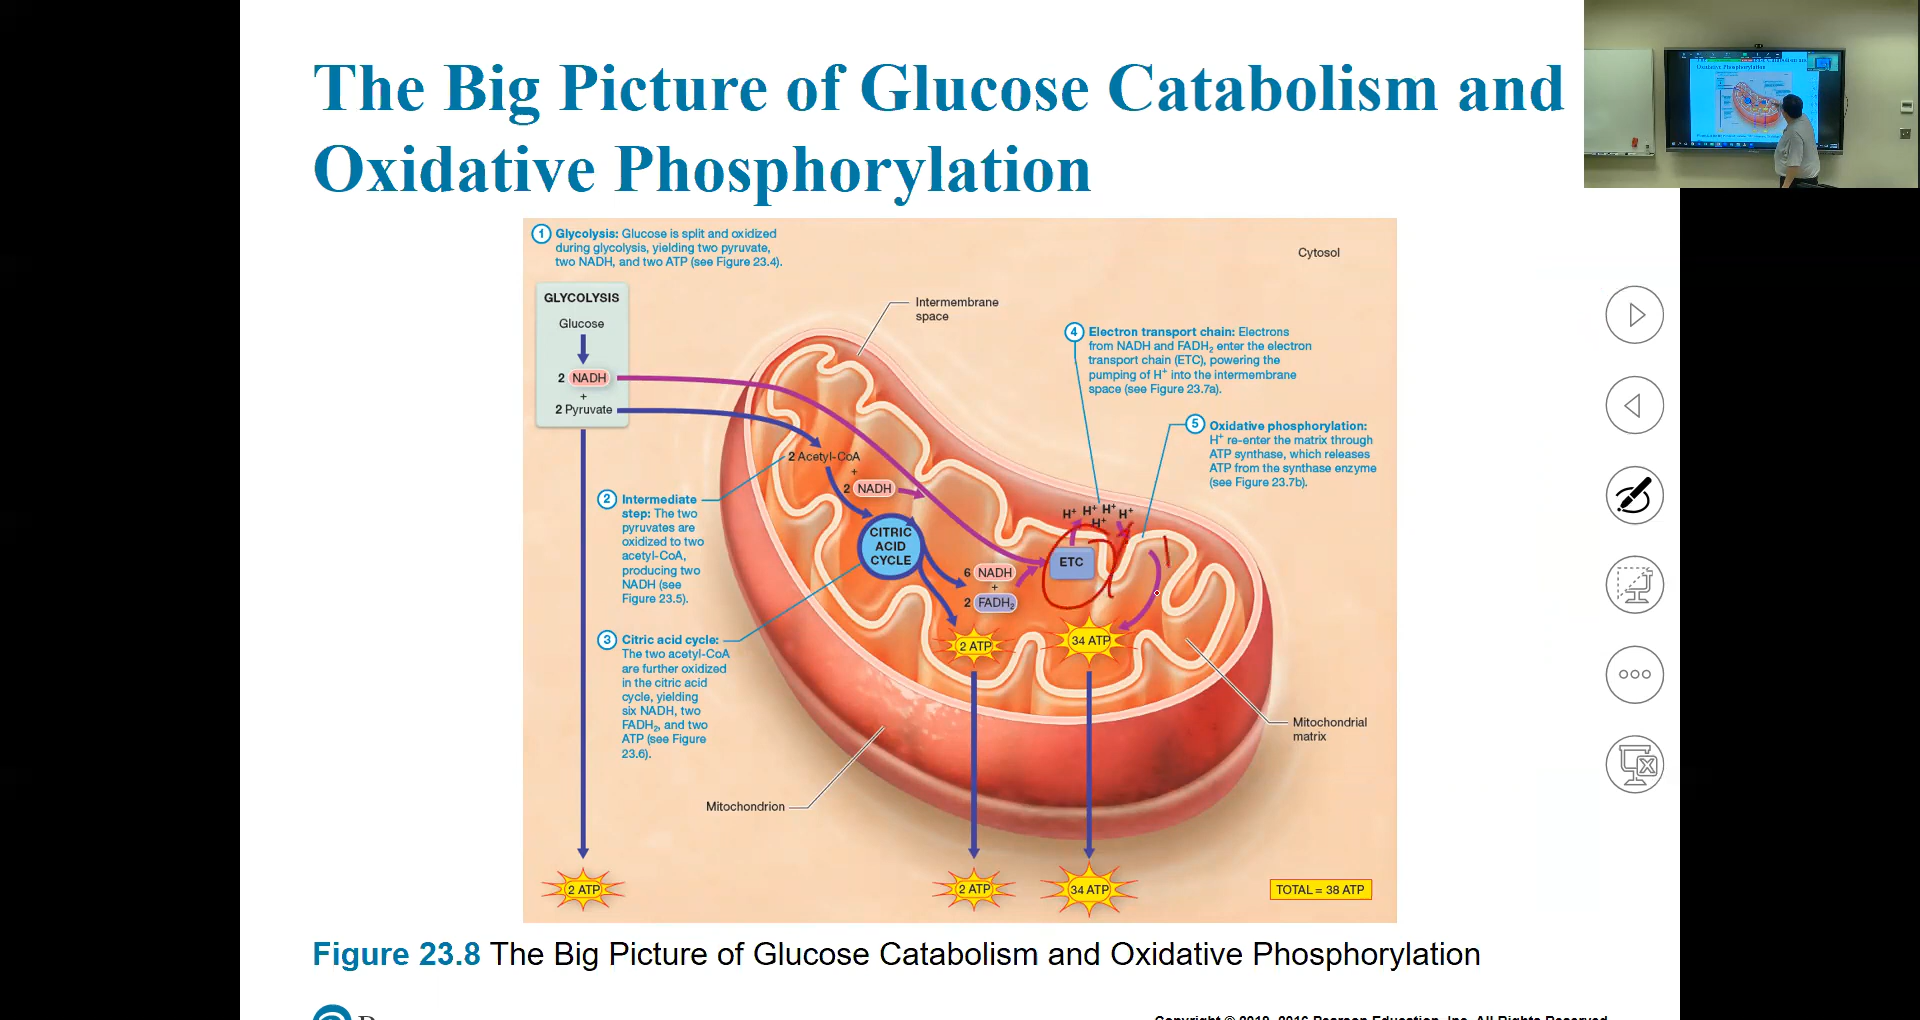 The Big Picture of Glucose Catabolism and
Oxidative Phosphorylation
1 Glycolysis: Glucose is split and oxidized
during glycolysis, yielding two pyruvate,
two NADH, and two ATP (see Figure 23.4).
Cytosol
GLYCOLYSIS
Glucose
2 NADH
+
2 Pyruvate
Intermembrane
space
4 Electron transport chain: Electrons
from NADH and FADH₂ enter the electron
transport chain (ETC), powering the
pumping of H⁺ into the intermembrane
space (see Figure 23.7a).
5 Oxidative phosphorylation:
H⁺ re-enter the matrix through
ATP synthase, which releases
ATP from the synthase enzyme
(see Figure 23.7b).
2 Acetyl-CoA
+
2 NADH
2 Intermediate
step: The two
pyruvates are
oxidized to two
acetyl-CoA,
producing two
NADH (see
Figure 23.5).
CITRIC
ACID
CYCLE
H⁺ H⁺ H⁺ H⁺
H⁺
ETC
6 NADH
+
2 FADH₂
2 ATP
34 ATP
3 Citric acid cycle:
The two acetyl-CoA
are further oxidized
in the citric acid
cycle, yielding
six NADH, two
FADH₂, and two
ATP (see Figure
23.6).
Mitochondrial
matrix
Mitochondrion
2 ATP
2 ATP
34 ATP
TOTAL = 38 ATP
Figure 23.8 The Big Picture of Glucose Catabolism and Oxidative Phosphorylation